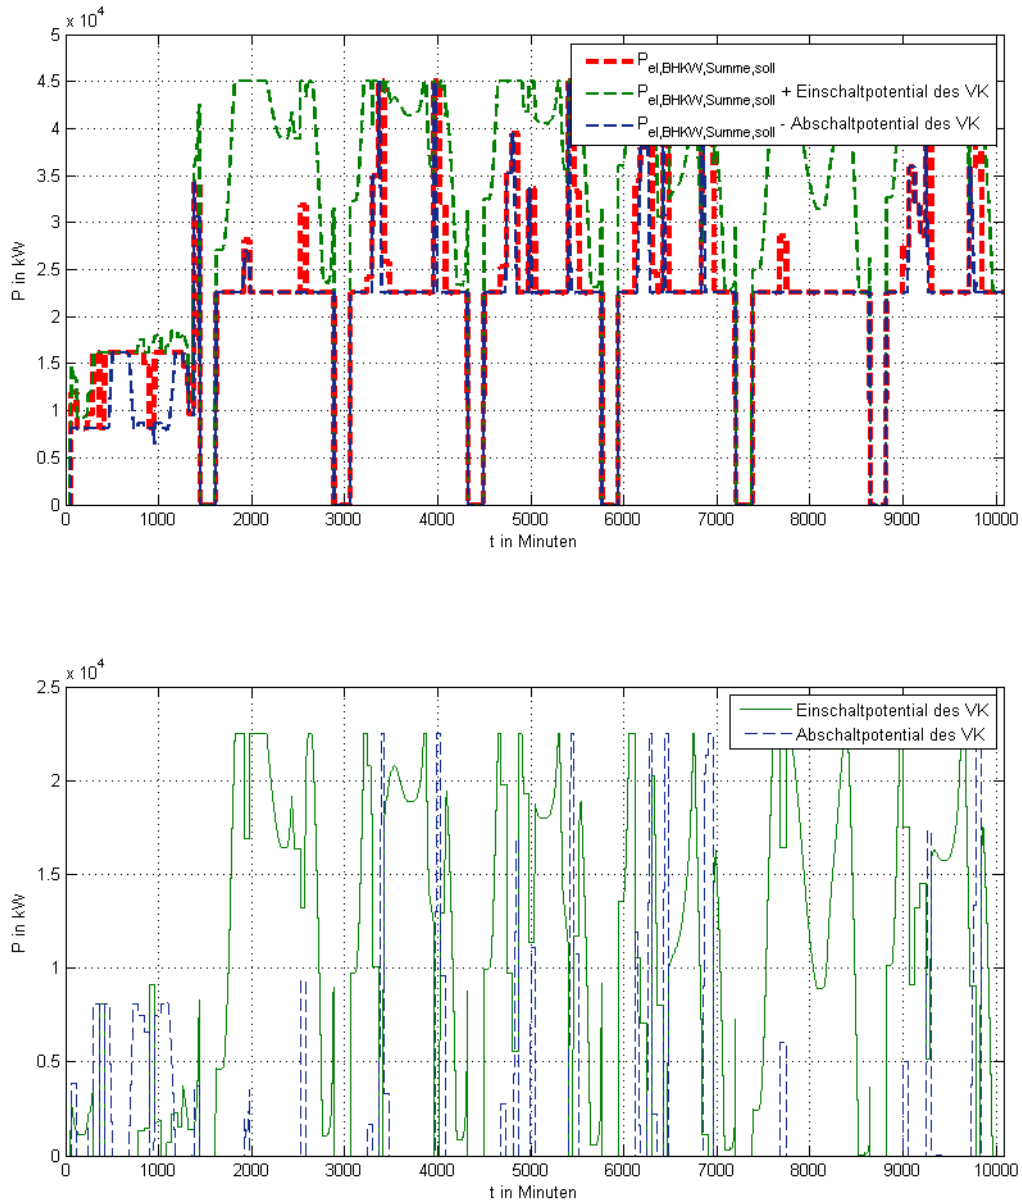 x 10^4
5
4.5
4
3.5
3
2.5
2
1.5
1
0.5
0
P in kW
P_el,BHKW,Summe,soll
P_el,BHKW,Summe,soll + Einschaltpotential des VK
P_el,BHKW,Summe,soll - Abschaltpotential des VK
0 1000 2000 3000 4000 5000 6000 7000 8000 9000 10000
t in Minuten
x 10^4
2.5
2
1.5
1
0.5
0
P in kW
Einschaltpotential des VK
Abschaltpotential des VK
0 1000 2000 3000 4000 5000 6000 7000 8000 9000 10000
t in Minuten